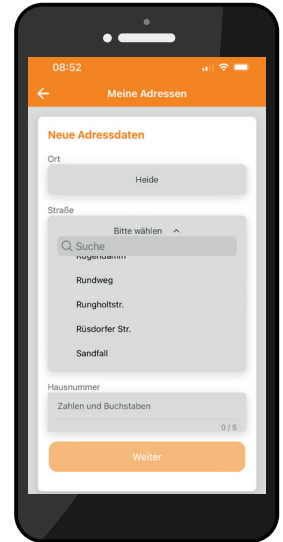 08:52
Meine Adressen
Neue Adressdaten
Ort
Heide
Straße
Bitte wählen
Suche
Rugendamm
Rundweg
Rungholtstr.
Rüsdorfer Str.
Sandfall
Hausnummer
Zahlen und Buchstaben
0 / 5
Weiter